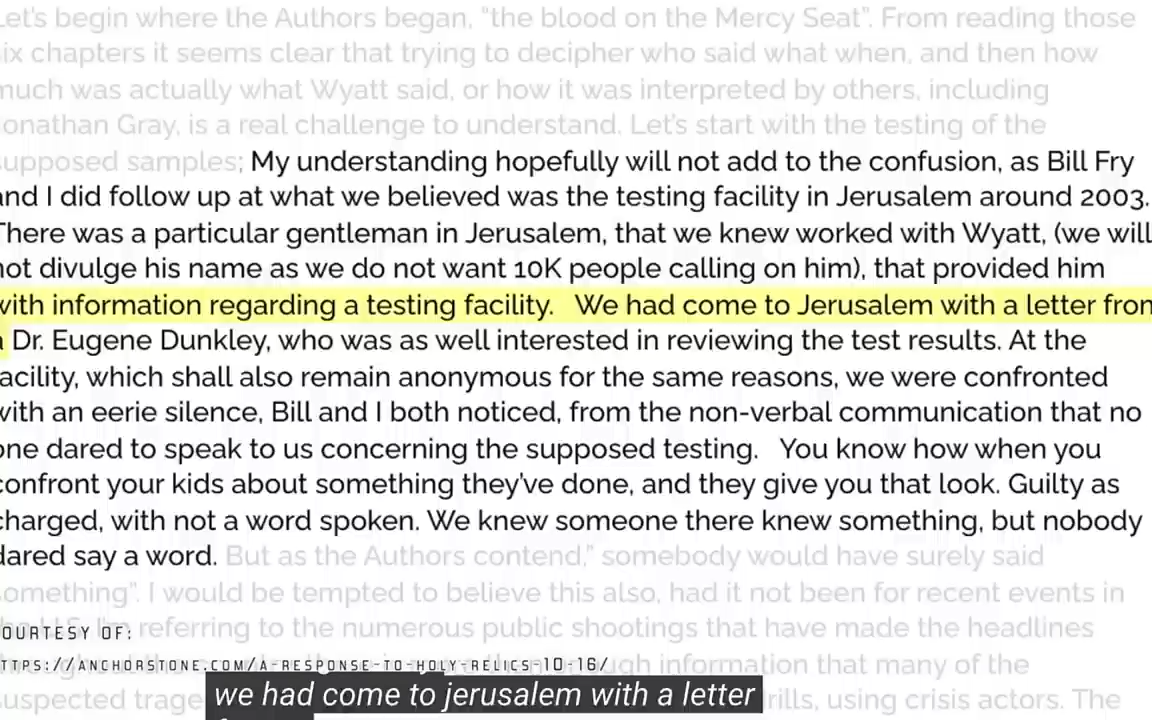 Let's begin where the Authors began, "the blood on the Mercy Seat". From reading those
six chapters it seems clear that trying to decipher who said what when, and then how
much was actually what Wyatt said, or how it was interpreted by others, including
Jonathan Gray, is a real challenge to understand. Let's start with the testing of the
supposed samples; My understanding hopefully will not add to the confusion, as Bill Fry
and I did follow up at what we believed was the testing facility in Jerusalem around 2003.
There was a particular gentleman in Jerusalem, that we knew worked with Wyatt, (we will
not divulge his name as we do not want 10K people calling on him), that provided him
with information regarding a testing facility. We had come to Jerusalem with a letter from
a Dr. Eugene Dunkley, who was as well interested in reviewing the test results. At the
facility, which shall also remain anonymous for the same reasons, we were confronted
with an eerie silence, Bill and I both noticed, from the non-verbal communication that no
one dared to speak to us concerning the supposed testing. You know how when you
confront your kids about something they've done, and they give you that look. Guilty as
charged, with not a word spoken. We knew someone there knew something, but nobody
dared say a word. But as the Authors contend," somebody would have surely said
something". I would be tempted to believe this also, had it not been for recent events in
I'm referring to the numerous public shootings that have made the headlines
OURTESY OF:
information that many of the
TTPS://ANCHORSTONE.COM/A-RESPONSE-TO-HOLY-RELICS-10-16/
suspected drills, using crisis actors. The
we had come to jerusalem with a letter